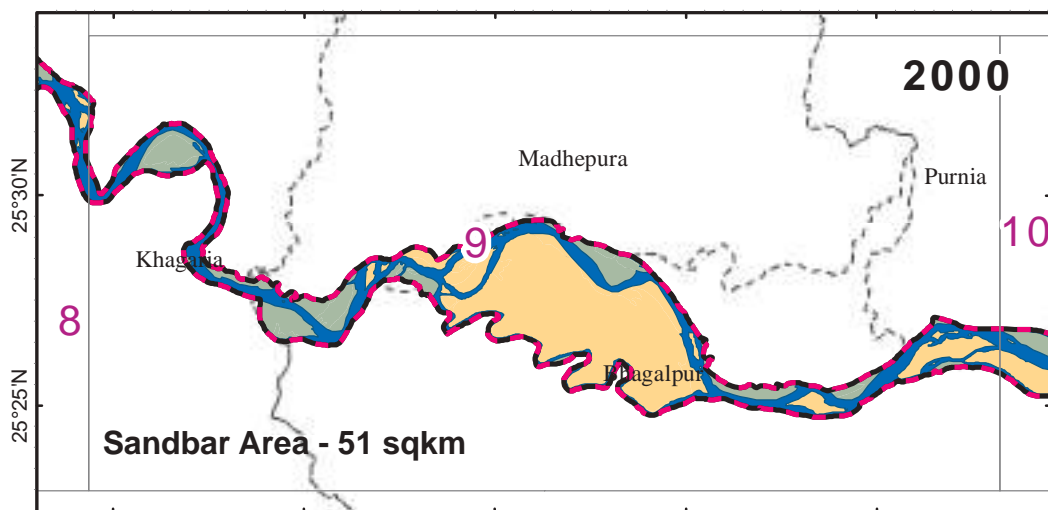 2000
Madhepura
Purnia
25°30'N
9
10
Khagaria
8
Bhagalpur
25°25'N
Sandbar Area - 51 sqkm